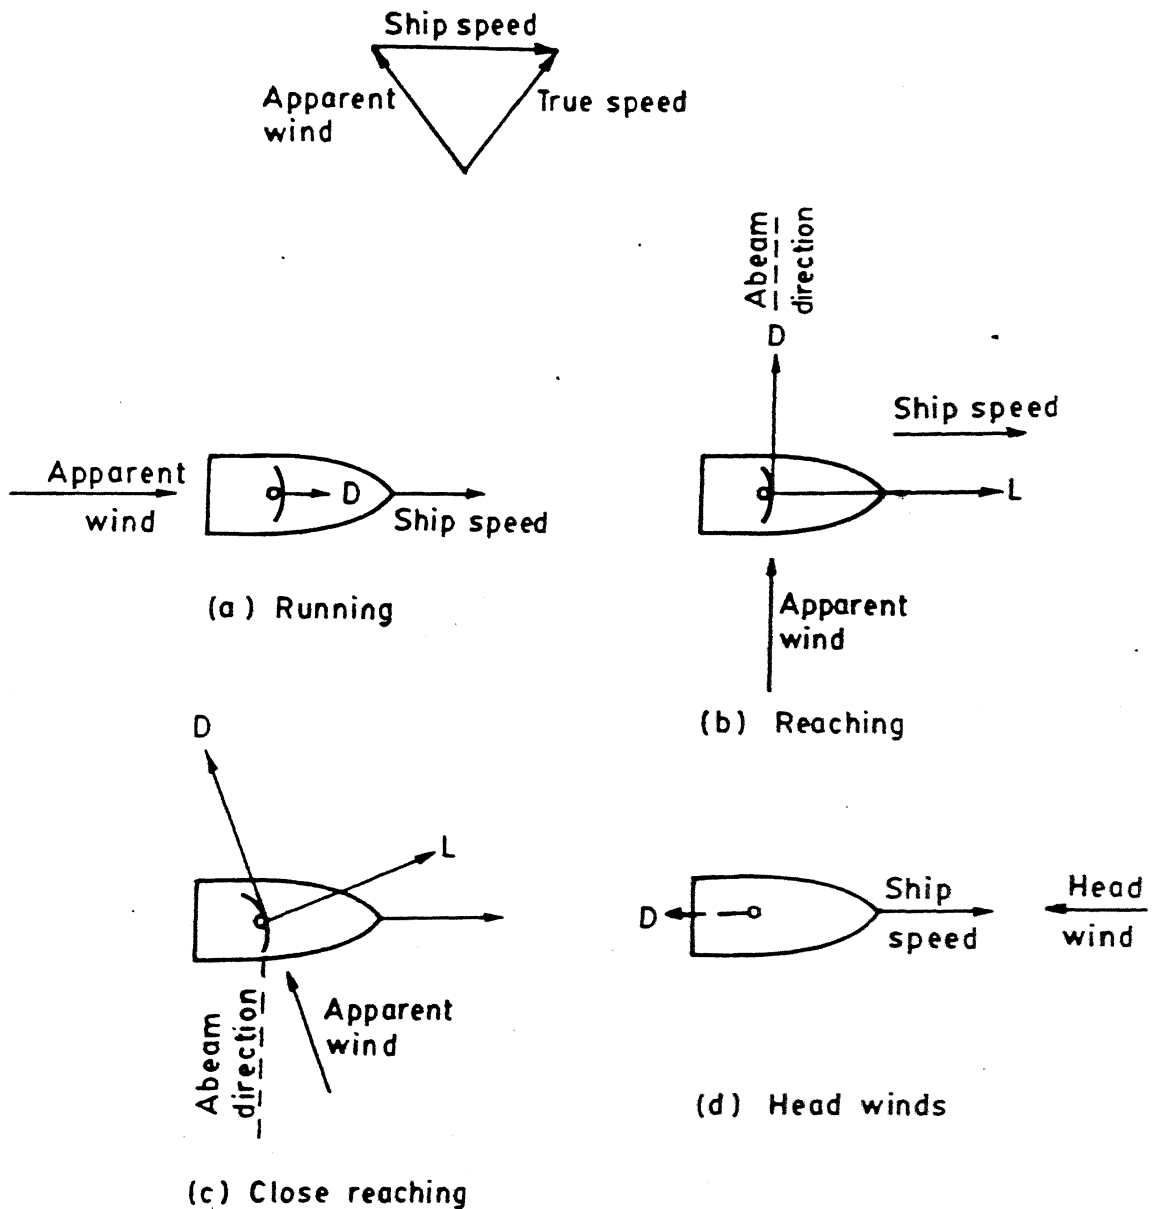 Ship speed
Apparent
wind
True speed
Abeam
direction
D
Ship speed
Apparent
wind
D
Ship speed
L
(a) Running
Apparent
wind
(b) Reaching
D
L
Abeam
direction
Apparent
wind
(c) Close reaching
D
Ship
speed
Head
wind
(d) Head winds